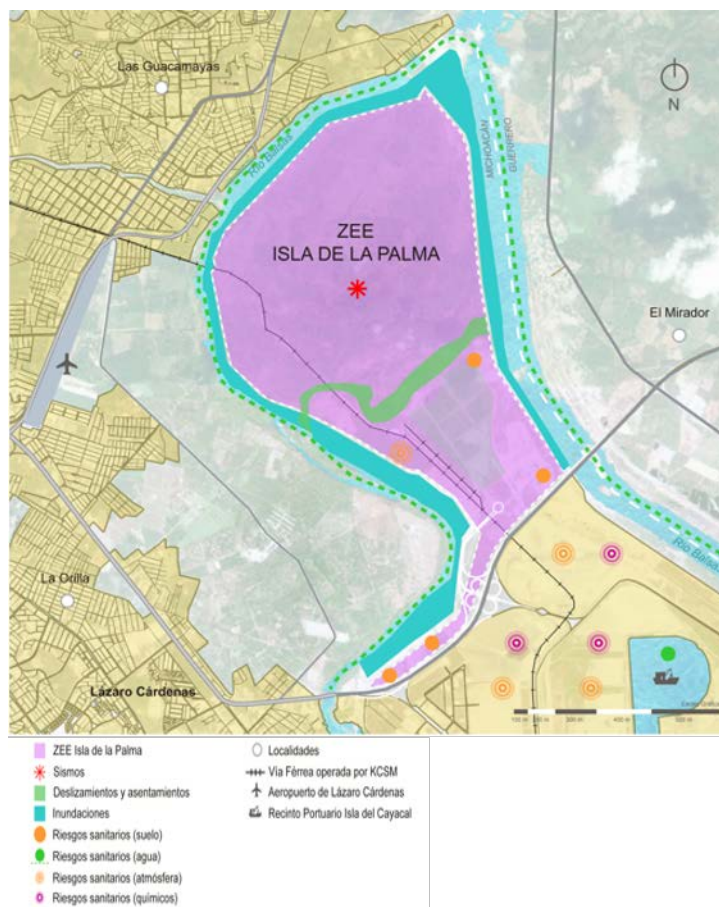 Las Guacamayas
N
Río Balsas
MICHOACÁN
GUERRERO
ZEE
ISLA DE LA PALMA
El Mirador
La Orilla
Río Balsas
Lázaro Cárdenas
ZEE Isla de la Palma
Sismos
Deslizamientos y asentamientos
Inundaciones
Riesgos sanitarios (suelo)
Riesgos sanitarios (agua)
Riesgos sanitarios (atmósfera)
Riesgos sanitarios (químicos)
Localidades
Vía Férrea operada por KCSM
Aeropuerto de Lázaro Cárdenas
Recinto Portuario Isla del Cayacal